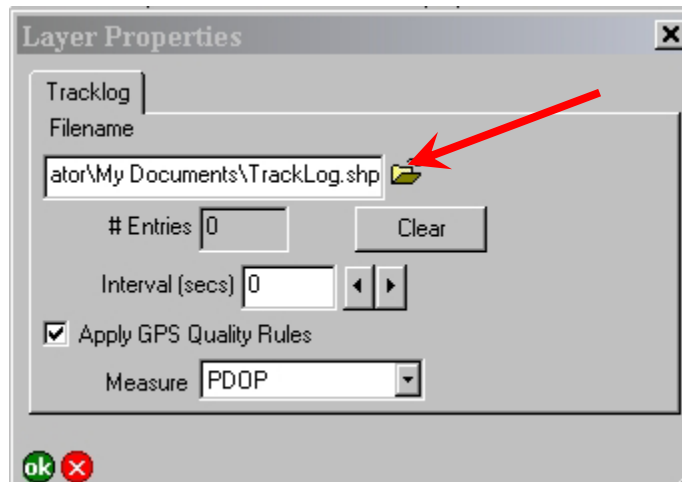 Layer Properties
Tracklog
Filename
ator\My Documents\TrackLog.shp
# Entries 0 Clear
Interval (secs) 0
Apply GPS Quality Rules
Measure PDOP
ok